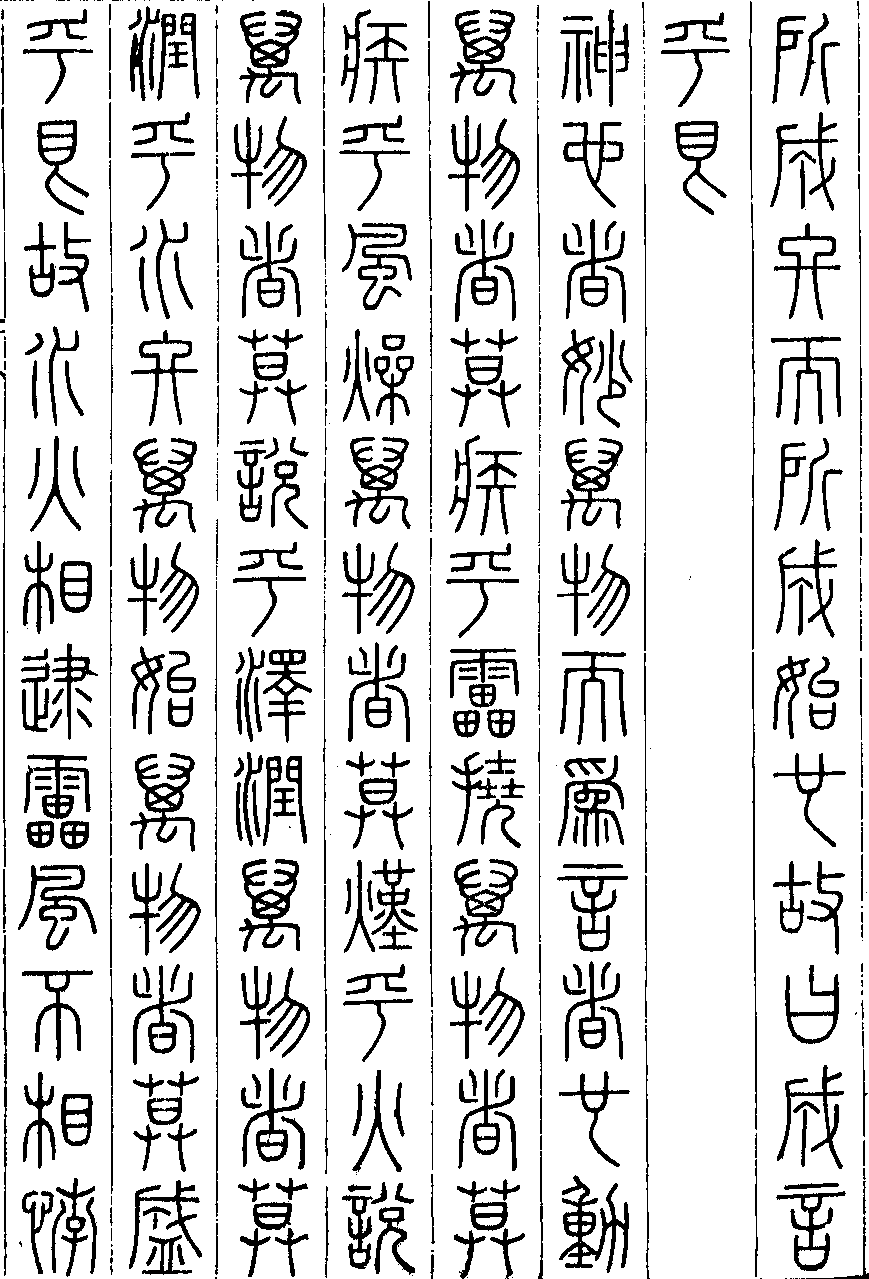 所成終而所成始也故曰成言
乎艮
神也者妙萬物而爲言者也動
萬物者莫疾乎雷撓萬物者莫
疾乎風燥萬物者莫熯乎火說
萬物者莫說乎澤潤萬物者莫
潤乎水終萬物始萬物者莫盛
乎艮故水火相逮雷風不相悖